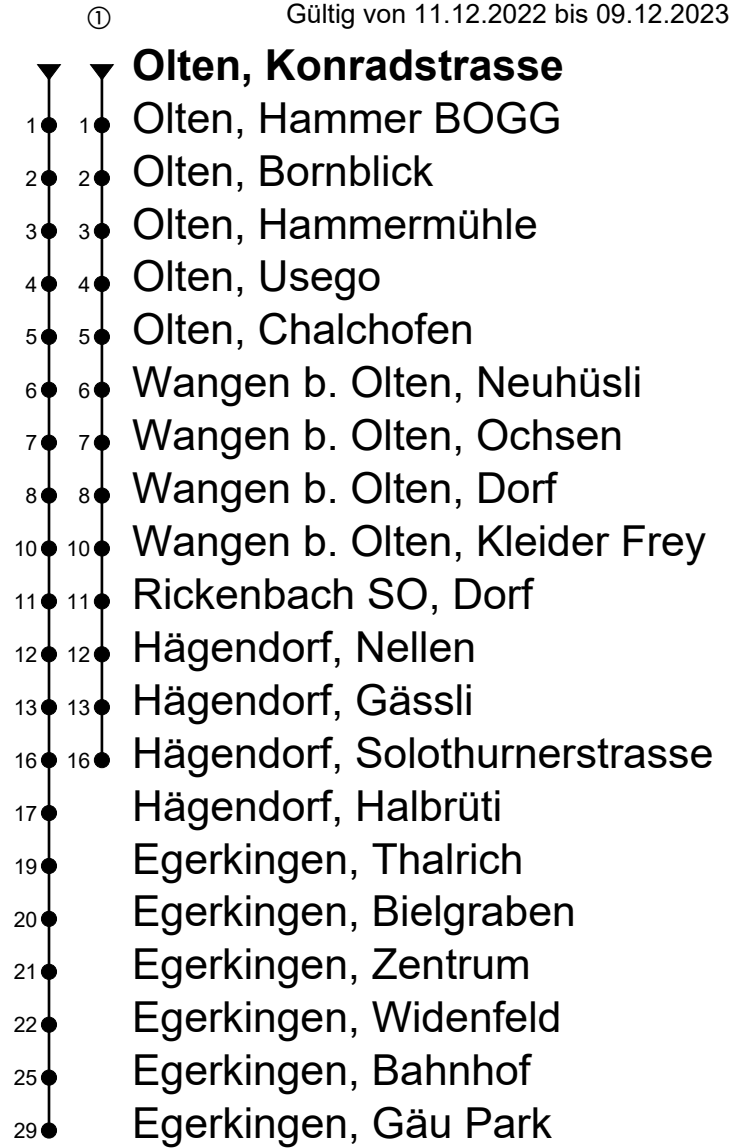 ① Gültig von 11.12.2022 bis 09.12.2023
Olten, Konradstrasse
1 1 Olten, Hammer BOGG
2 2 Olten, Bornblick
3 3 Olten, Hammermühle
4 4 Olten, Usego
5 5 Olten, Chalchofen
6 6 Wangen b. Olten, Neuhüsli
7 7 Wangen b. Olten, Ochsen
8 8 Wangen b. Olten, Dorf
10 10 Wangen b. Olten, Kleider Frey
11 11 Rickenbach SO, Dorf
12 12 Hägendorf, Nellen
13 13 Hägendorf, Gässli
16 16 Hägendorf, Solothurnerstrasse
17 Hägendorf, Halbrüti
19 Egerkingen, Thalrich
20 Egerkingen, Bielgraben
21 Egerkingen, Zentrum
22 Egerkingen, Widenfeld
25 Egerkingen, Bahnhof
29 Egerkingen, Gäu Park